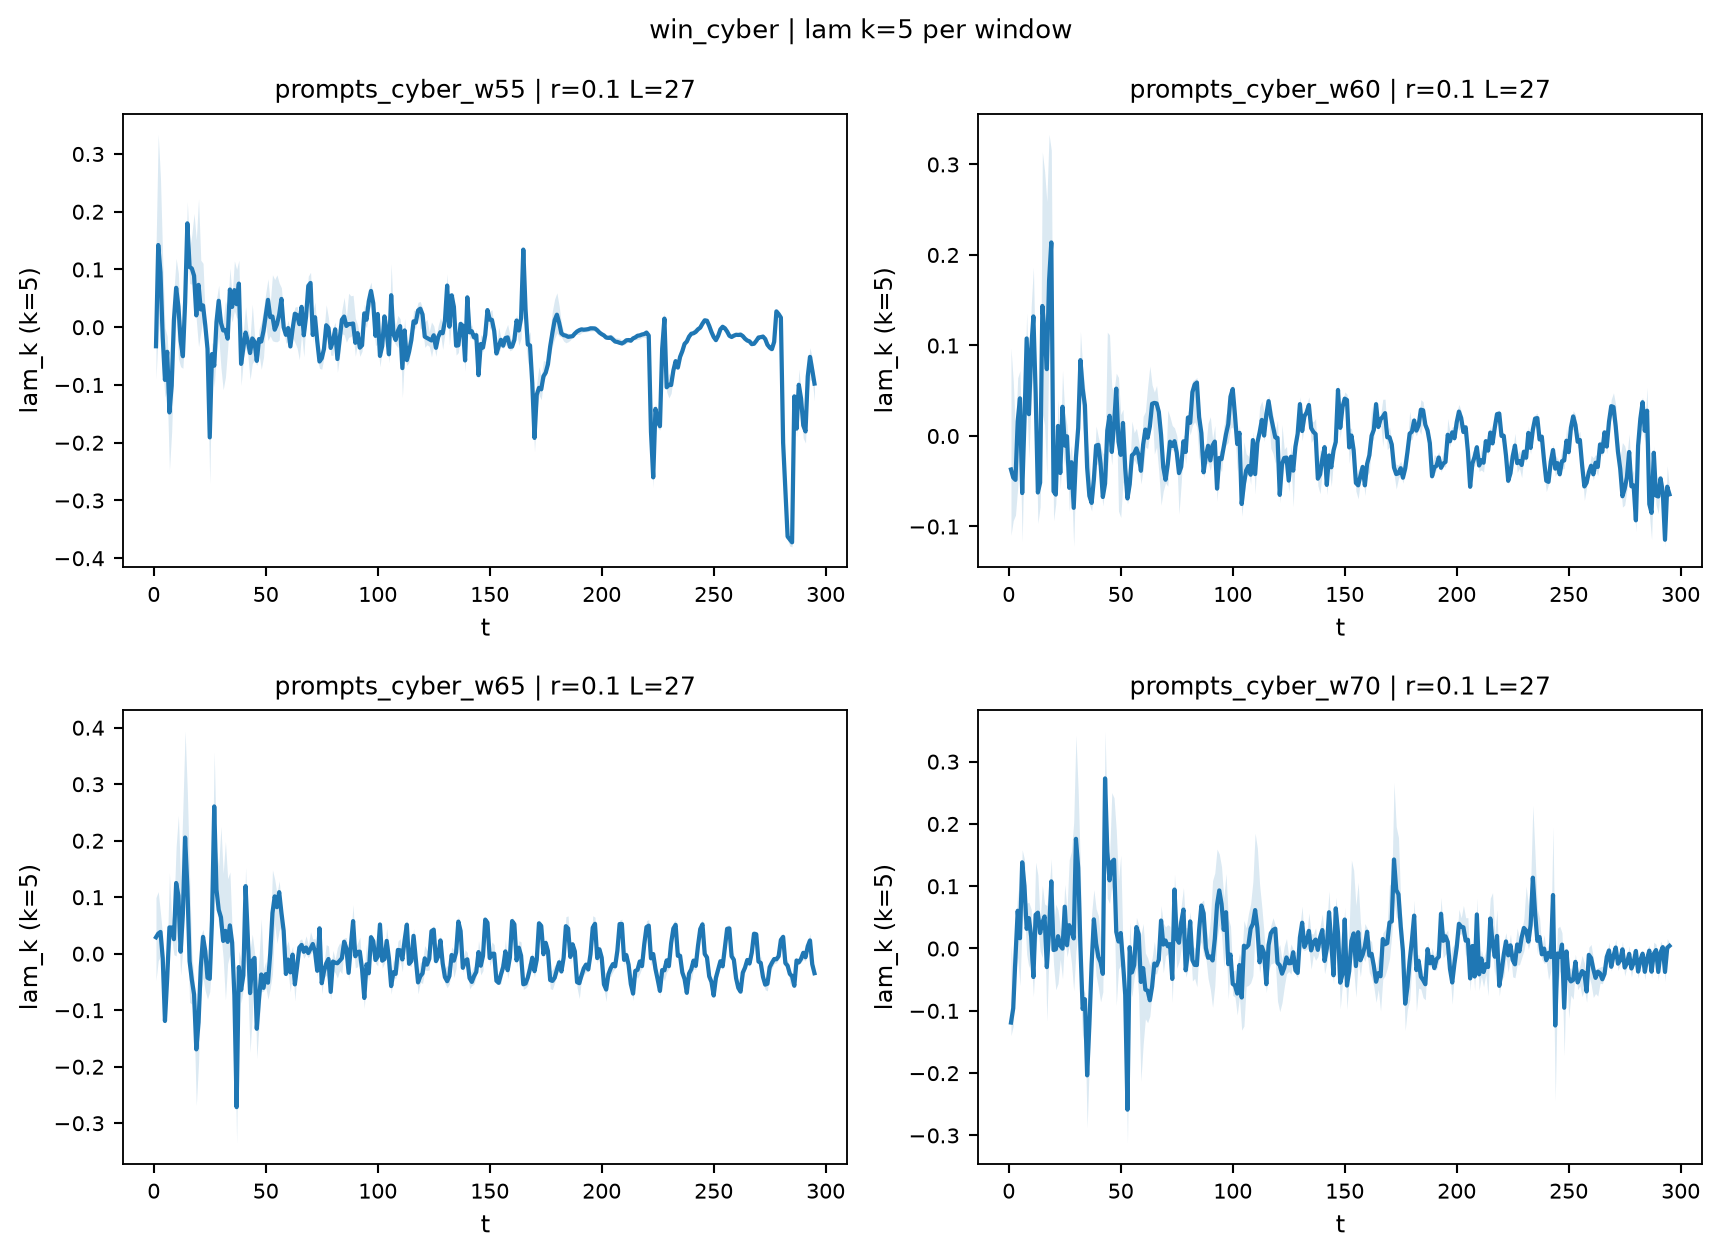 win_cyber | lam k=5 per window
prompts_cyber_w55 | r=0.1 L=27
lam_k (k=5)
0.3
0.2
0.1
0.0
−0.1
−0.2
−0.3
−0.4
0 50 100 150 200 250 300
t
prompts_cyber_w60 | r=0.1 L=27
lam_k (k=5)
0.3
0.2
0.1
0.0
−0.1
0 50 100 150 200 250 300
t
prompts_cyber_w65 | r=0.1 L=27
lam_k (k=5)
0.4
0.3
0.2
0.1
0.0
−0.1
−0.2
−0.3
0 50 100 150 200 250 300
t
prompts_cyber_w70 | r=0.1 L=27
lam_k (k=5)
0.3
0.2
0.1
0.0
−0.1
−0.2
−0.3
0 50 100 150 200 250 300
t